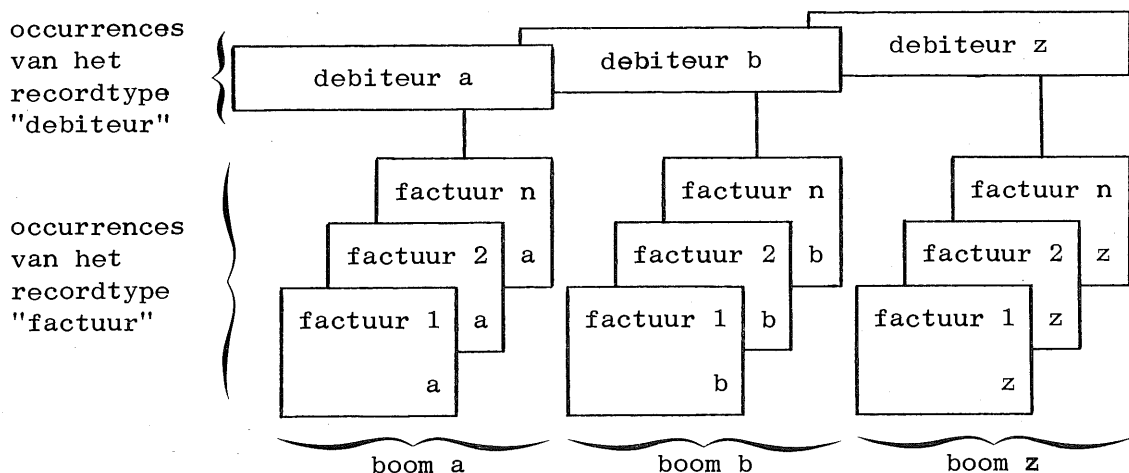 occurrences
van het
recordtype
"debiteur"
debiteur a
debiteur b
debiteur z
occurrences
van het
recordtype
"factuur"
factuur n
a
factuur 2
a
factuur 1
a
factuur n
b
factuur 2
b
factuur 1
b
factuur n
z
factuur 2
z
factuur 1
z
boom a
boom b
boom z